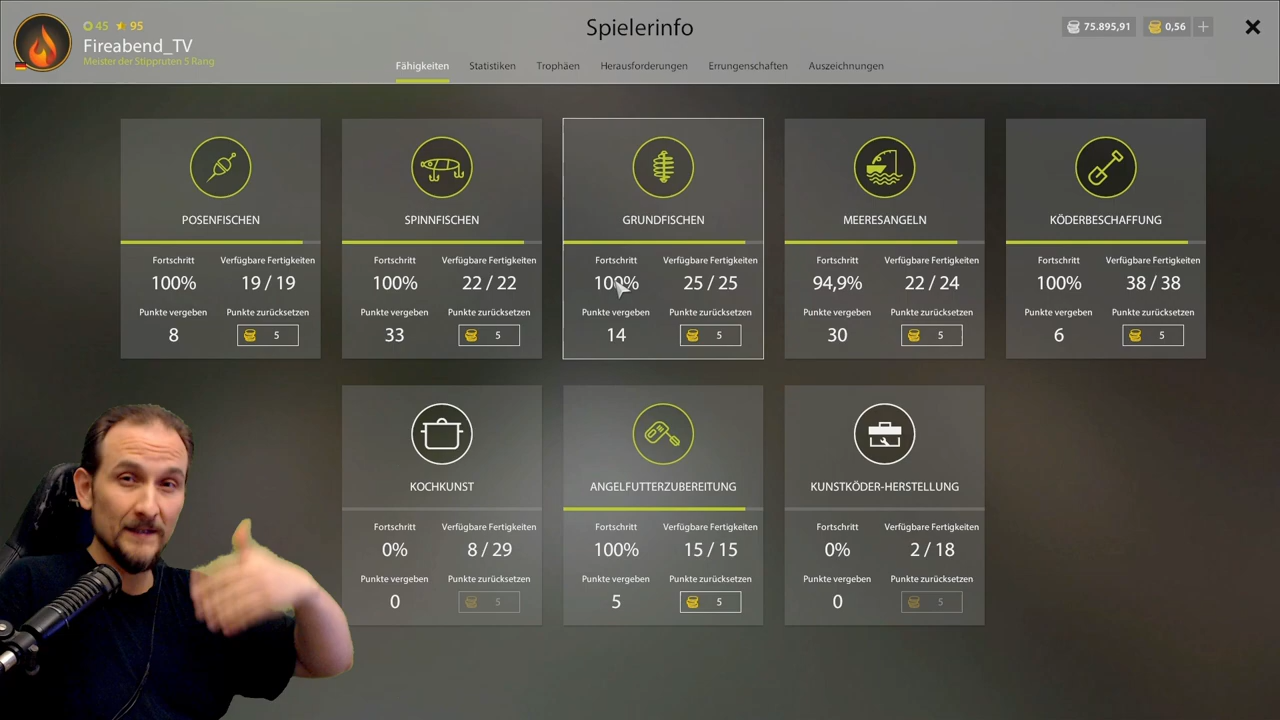 45 95
Fireabend_TV
Meister der Stippruten 5 Rang
Spielerinfo
75.895,91 0,56 +
Fähigkeiten Statistiken Trophäen Herausforderungen Errungenschaften Auszeichnungen
POSENFISCHEN
Fortschritt Verfügbare Fertigkeiten
100% 19 / 19
Punkte vergeben Punkte zurücksetzen
8 5
SPINNFISCHEN
Fortschritt Verfügbare Fertigkeiten
100% 22 / 22
Punkte vergeben Punkte zurücksetzen
33 5
GRUNDFISCHEN
Fortschritt Verfügbare Fertigkeiten
100% 25 / 25
Punkte vergeben Punkte zurücksetzen
14 5
MEERESANGELN
Fortschritt Verfügbare Fertigkeiten
94,9% 22 / 24
Punkte vergeben Punkte zurücksetzen
30 5
KÖDERBESCHAFFUNG
Fortschritt Verfügbare Fertigkeiten
100% 38 / 38
Punkte vergeben Punkte zurücksetzen
6 5
KOCHKUNST
Fortschritt Verfügbare Fertigkeiten
0% 8 / 29
Punkte vergeben Punkte zurücksetzen
0 5
ANGELFUTTERZUBEREITUNG
Fortschritt Verfügbare Fertigkeiten
100% 15 / 15
Punkte vergeben Punkte zurücksetzen
5 5
KUNSTKÖDER-HERSTELLUNG
Fortschritt Verfügbare Fertigkeiten
0% 2 / 18
Punkte vergeben Punkte zurücksetzen
0 5